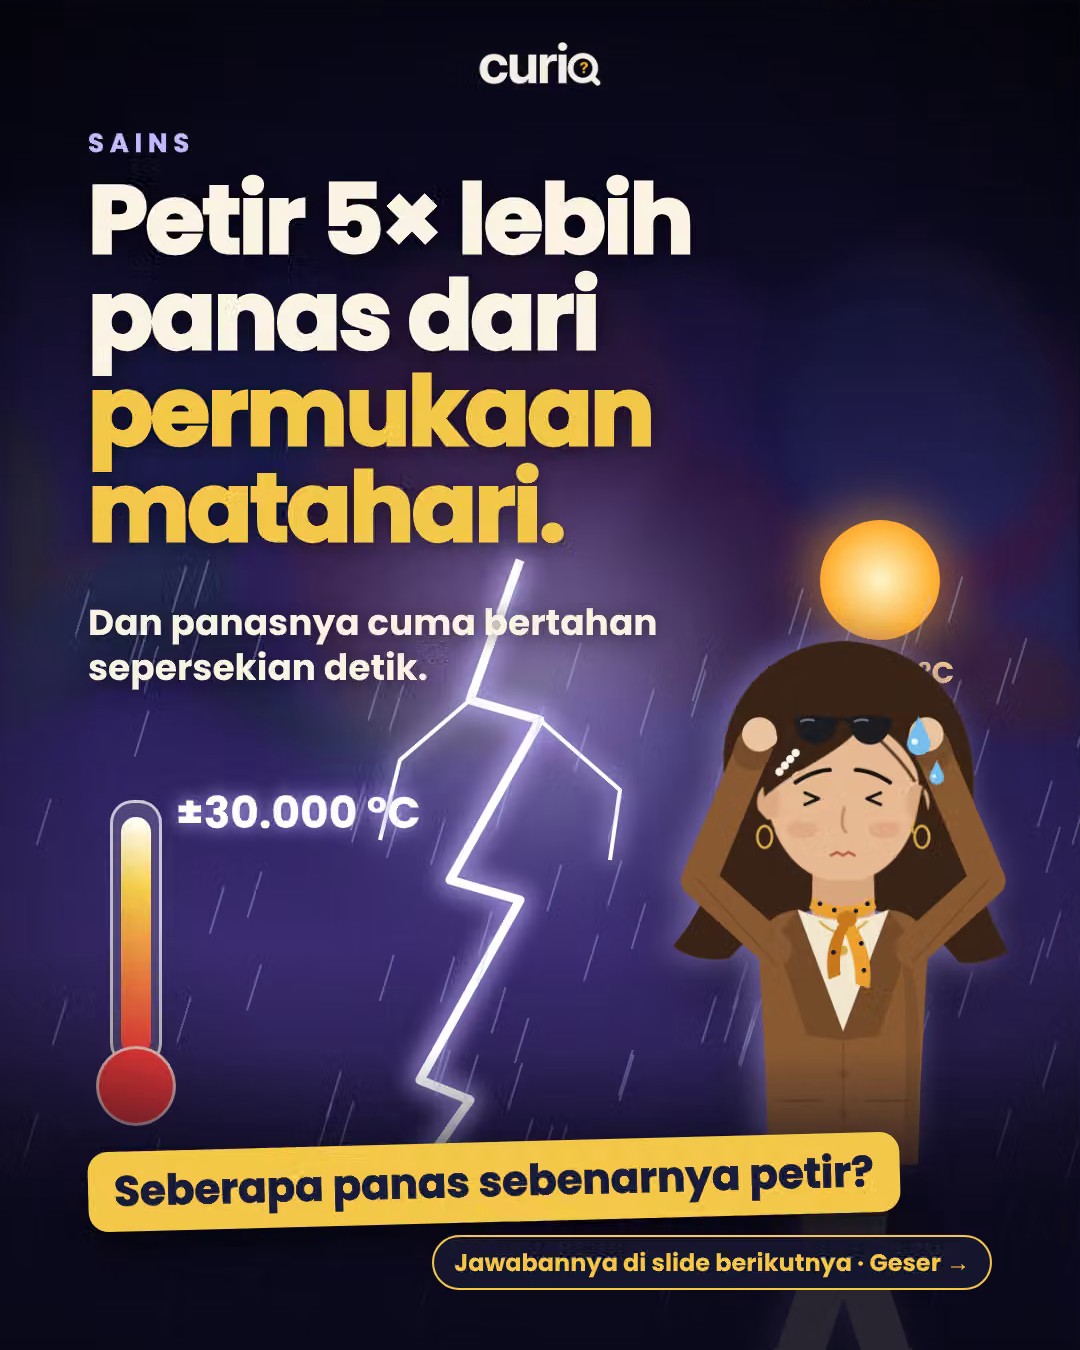 curiQ
SAINS
Petir 5× lebih
panas dari
permukaan
matahari.
Dan panasnya cuma bertahan
sepersekian detik.
°C
±30.000 °C
Seberapa panas sebenarnya petir?
Jawabannya di slide berikutnya · Geser →